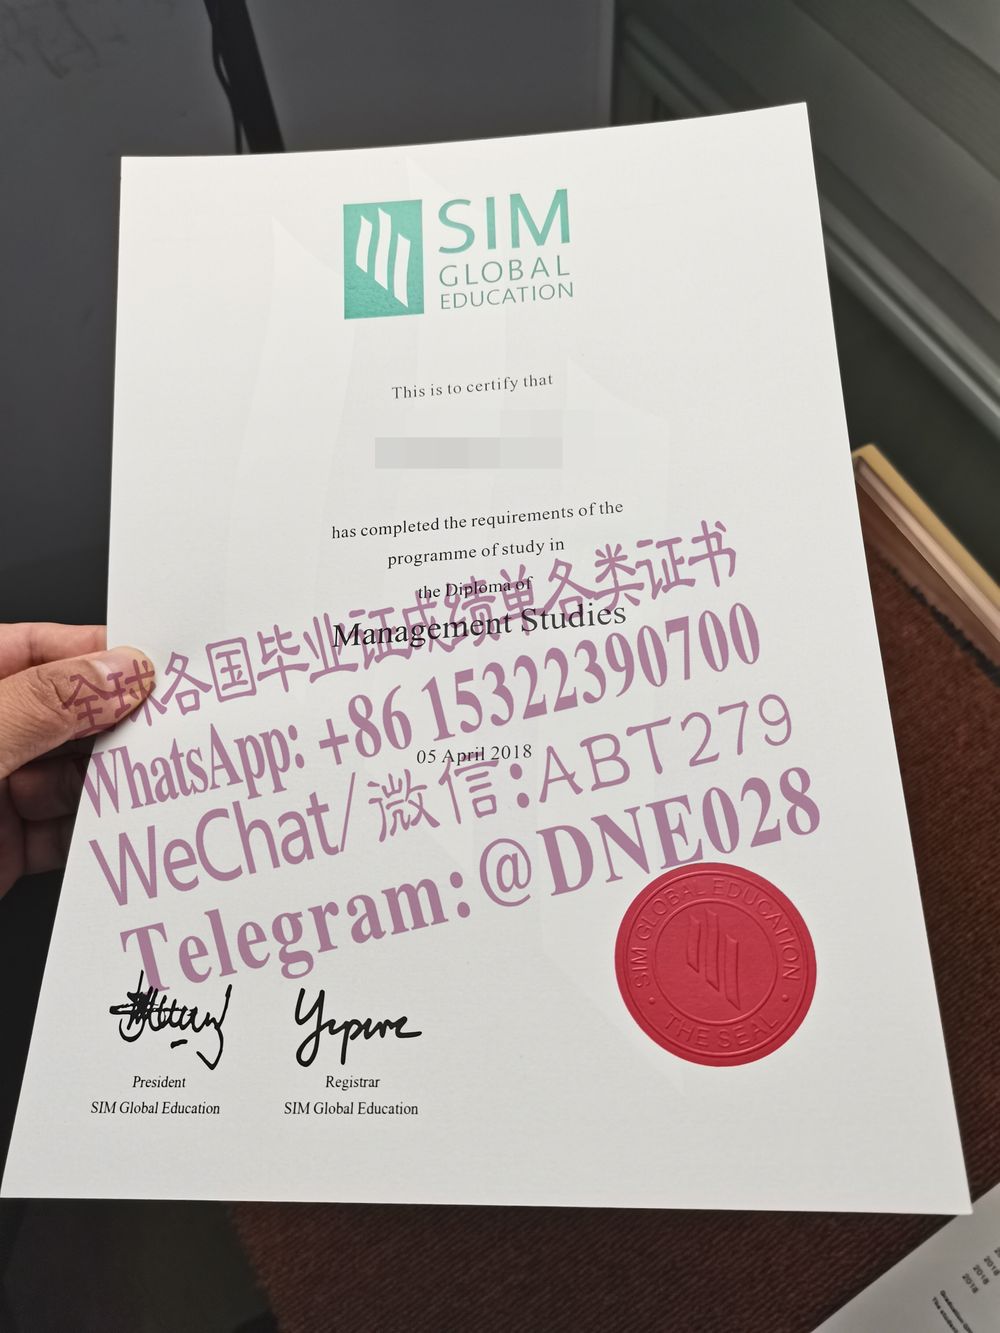 SIM
GLOBAL
EDUCATION
This is to certify that
has completed the requirements of the
programme of study in
the Diploma of
Management Studies
全球各国毕业证成绩单各类证书
WhatsApp: +86 15322390700
05 April 2018
WeChat/微信:ABT279
Telegram:@DNE028
SIM GLOBAL EDUCATION
• THE SEAL •
President
SIM Global Education
Registrar
SIM Global Education
2018
2018
2018